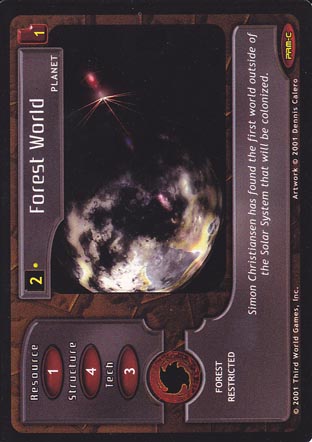 2
Forest World
1
PLANET
Resource
1
Structure
4
Tech
3
FOREST
RESTRICTED
Simon Christiansen has found the first world outside of
the Solar System that will be colonized.
PRM-C
© 2001 Third World Games, Inc.
Artwork © 2001 Dennis Calero